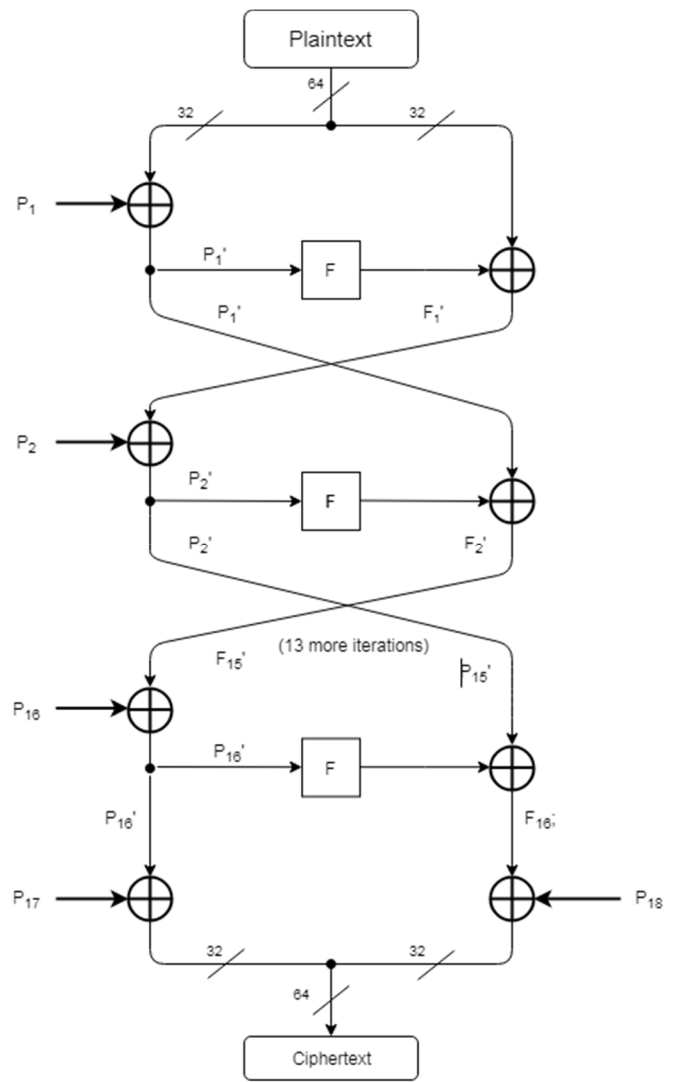 Plaintext
64
32 32
P₁
P₁' F
P₁' F₁'
P₂
P₂' F
P₂' F₂'
(13 more iterations)
F₁₅' P₁₅'
P₁₆
P₁₆' F
P₁₆' F₁₆;
P₁₇ P₁₈
32 32
64
Ciphertext